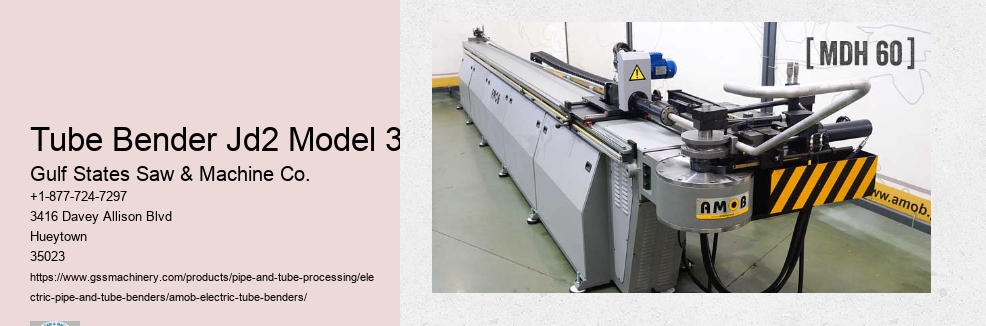 Tube Bender Jd2 Model 3
Gulf States Saw & Machine Co.
+1-877-724-7297
3416 Davey Allison Blvd
Hueytown
35023
https://www.gssmachinery.com/products/pipe-and-tube-processing/ele
ctric-pipe-and-tube-benders/amob-electric-tube-benders/
[ MDH 60 ]
AMOB
AMOB
www.amob.